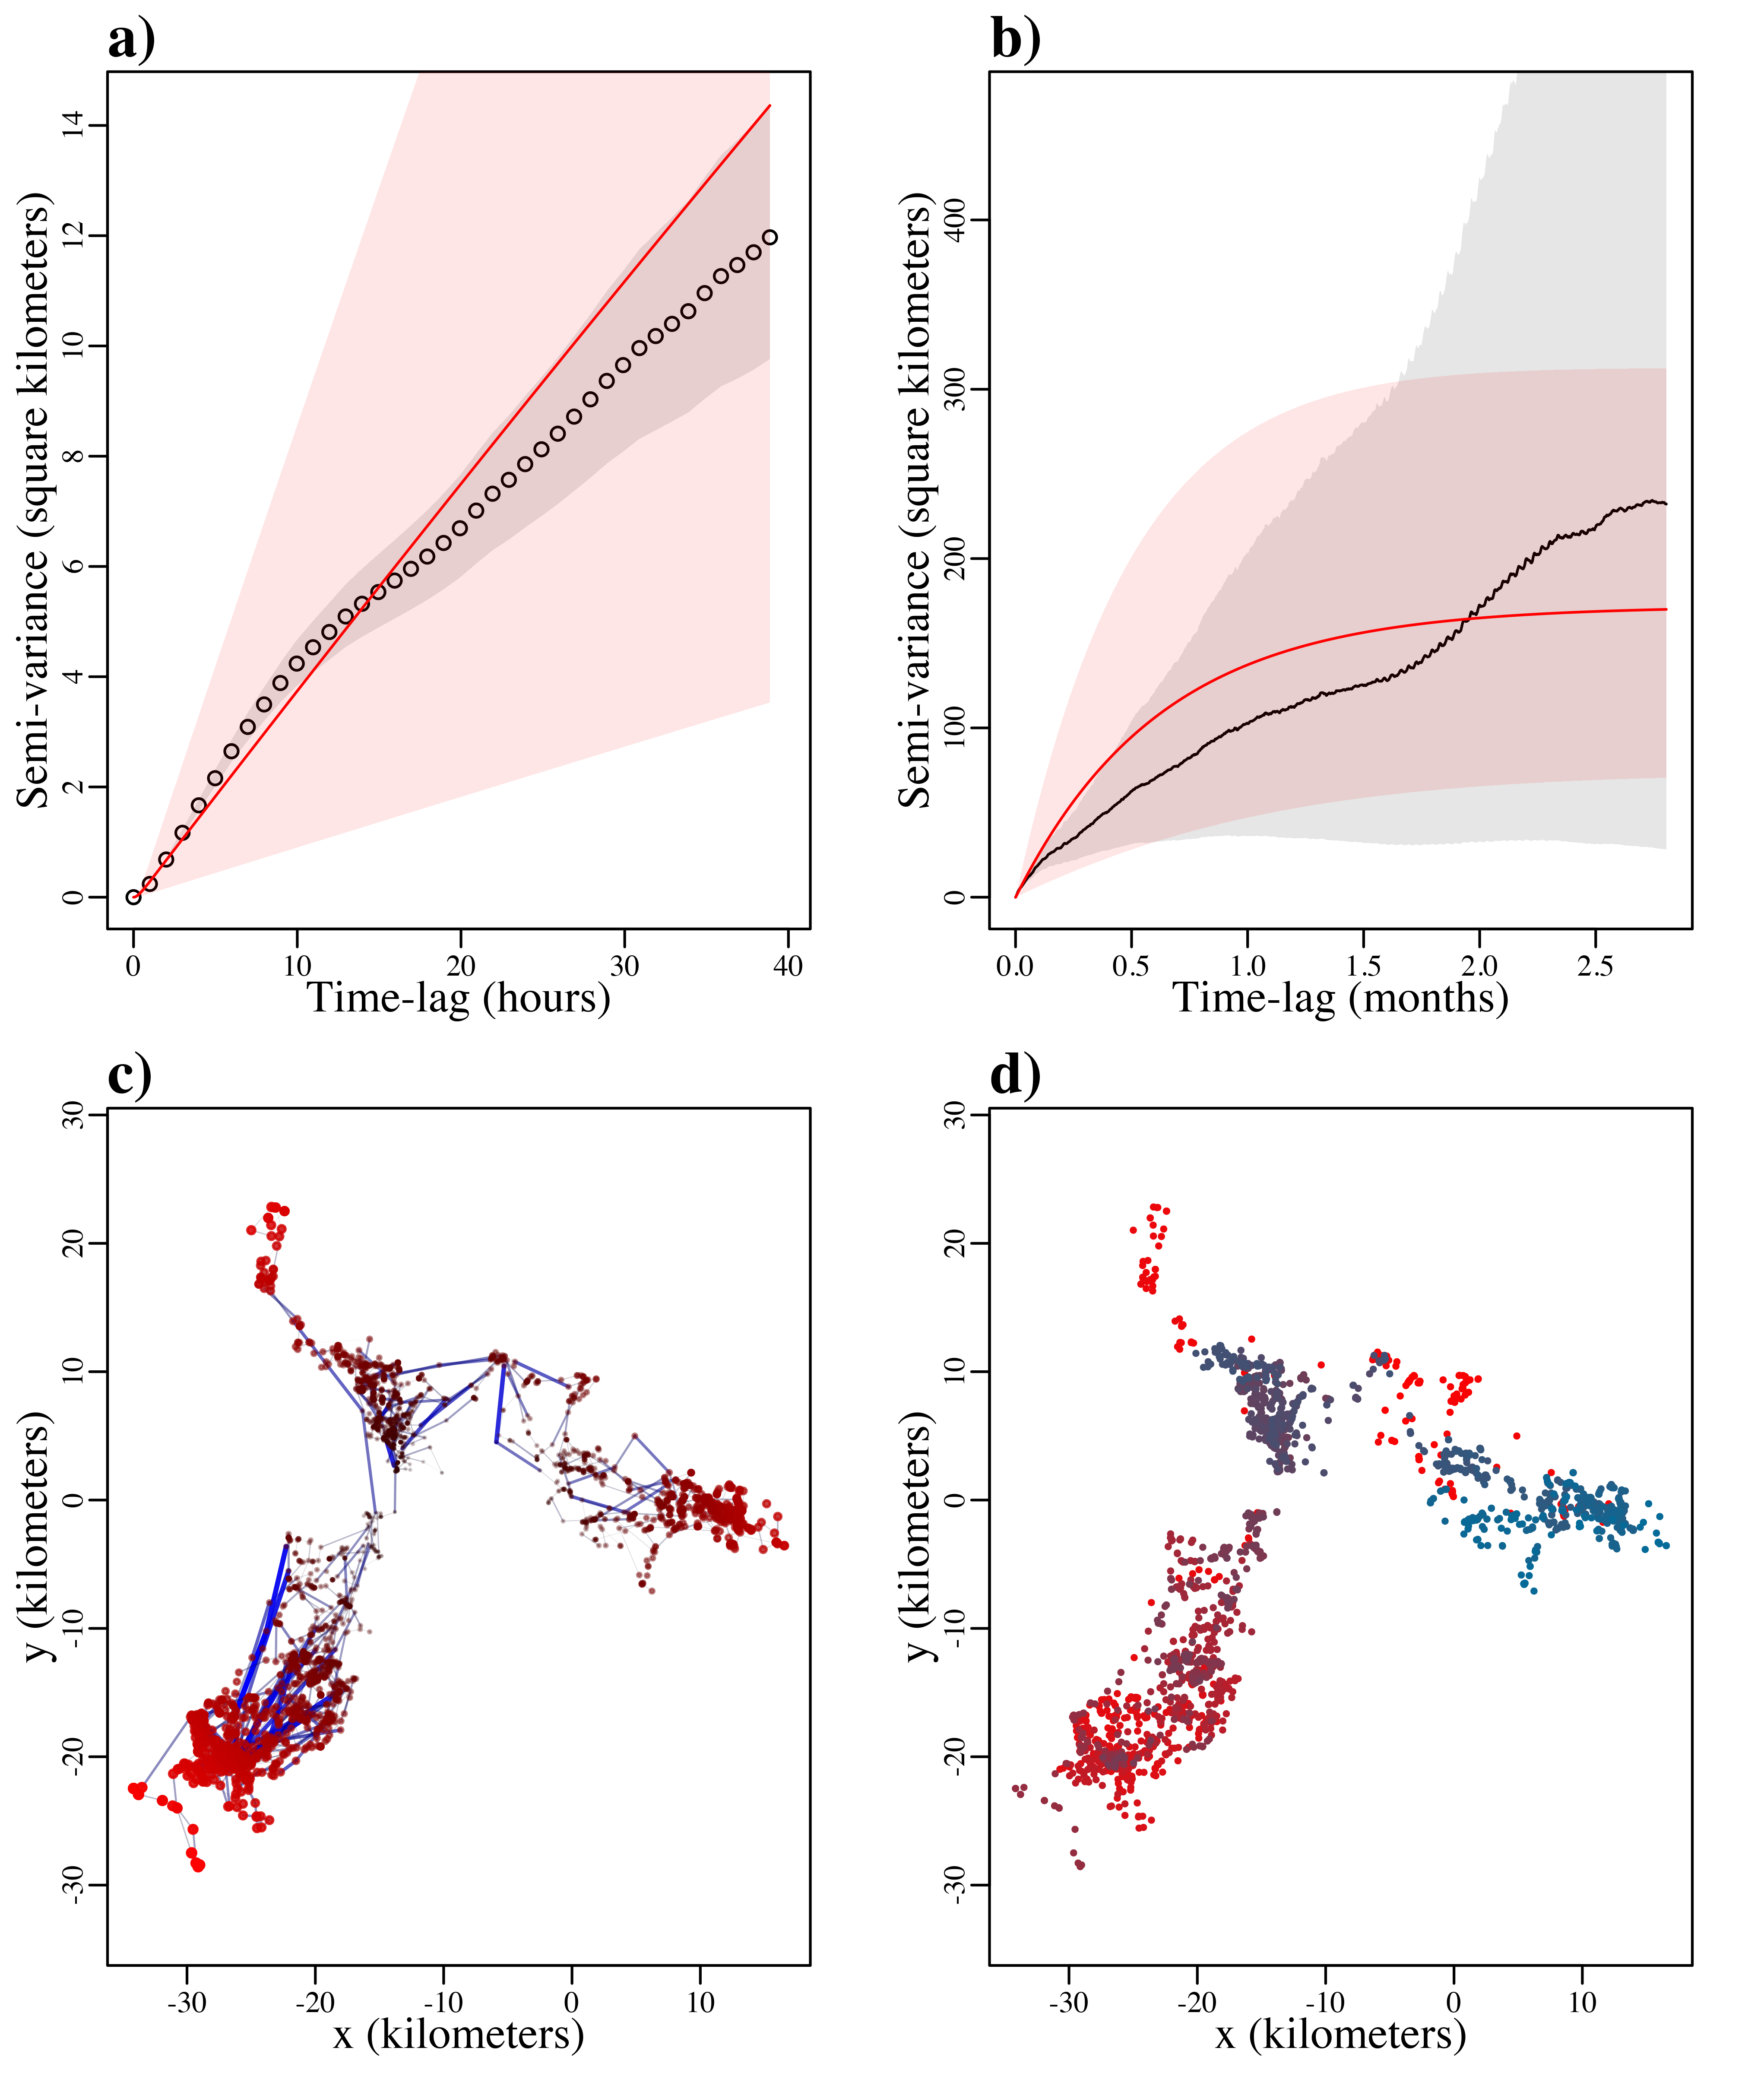 a)
Semi-variance (square kilometers)
0 2 4 6 8 10 12 14
0 10 20 30 40
Time-lag (hours)
b)
Semi-variance (square kilometers)
0 100 200 300 400
0.0 0.5 1.0 1.5 2.0 2.5
Time-lag (months)
c)
y (kilometers)
-30 -20 -10 0 10 20 30
-30 -20 -10 0 10
x (kilometers)
d)
y (kilometers)
-30 -20 -10 0 10 20 30
-30 -20 -10 0 10
x (kilometers)